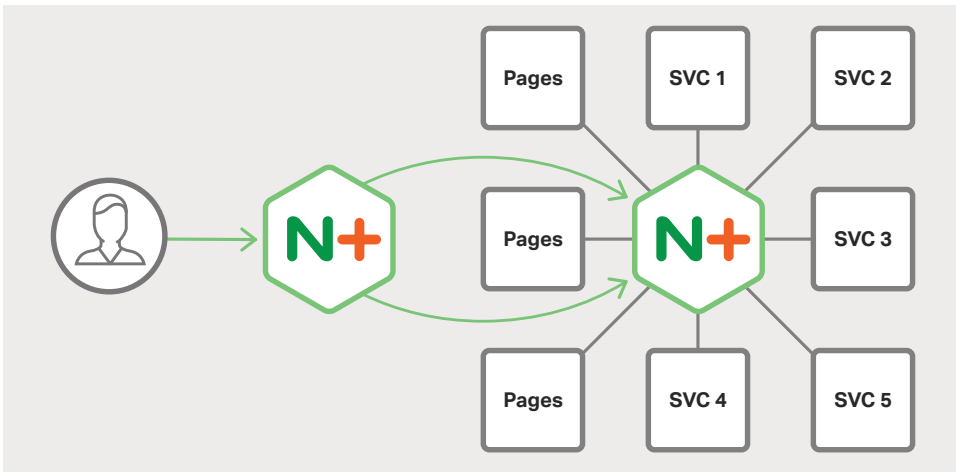 Pages
SVC 1
SVC 2
N+
N+
Pages
SVC 3
Pages
SVC 4
SVC 5